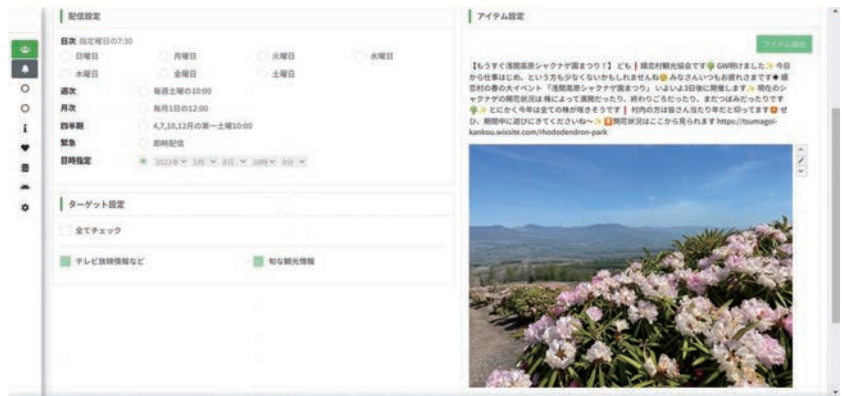 配信設定
日次 指定曜日の7:30
日曜日 月曜日 火曜日 水曜日
木曜日 金曜日 土曜日
週次 毎週土曜の10:00
月次 毎月1日の12:00
四半期 4,7,10,12月の第一土曜10:00
緊急 即時配信
日時指定 2023年 5月 8日 10時 0分
ターゲット設定
全てチェック
テレビ放映情報など 旬な観光情報
アイテム設定
アイテム追加
【もうすぐ浅間高原シャクナゲ園まつり！】 ども❗嬬恋村観光協会です🌳 GW明けました✨ 今日
から仕事はじめ、という方も少なくないかもしれませんね😢 みなさんいつもお疲れさまです☀ 嬬
恋村の春の大イベント 「浅間高原シャクナゲ園まつり」 いよいよ3日後に開催します✨ 現在のシ
ャクナゲの開花状況は 株によって満開だったり、終わりごろだったり、まだつぼみだったりです
🌳✨ とにかく今年は全ての株が咲きそうです❗ 村内の方は皆さん当たり年だと仰ってます🤩 ぜ
ひ、期間中に遊びにきてくださいね～✨ ⬇開花状況はここから見られます https://tsumagoi-
kankou.wixsite.com/rhododendron-park